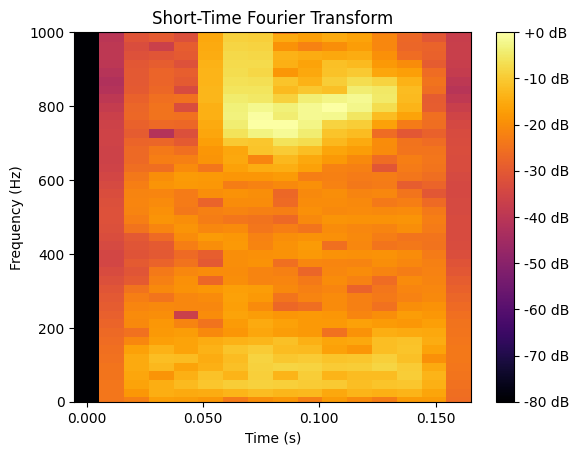 Short-Time Fourier Transform
1000
800
600
400
200
0
Frequency (Hz)
0.000
0.050
0.100
0.150
Time (s)
+0 dB
-10 dB
-20 dB
-30 dB
-40 dB
-50 dB
-60 dB
-70 dB
-80 dB